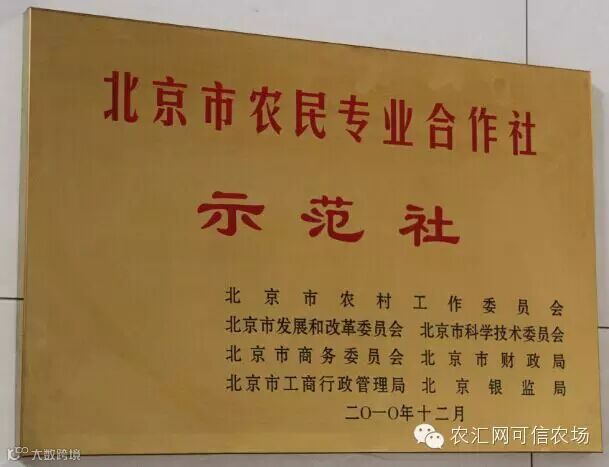 北京市农民专业合作社
示范社
北京市农村工作委员会
北京市发展和改革委员会 北京市科学技术委员会
北京市商务委员会 北京市财政局
北京市工商行政管理局 北京银监局
二〇一〇年十二月
农汇网可信农场
大数跨境